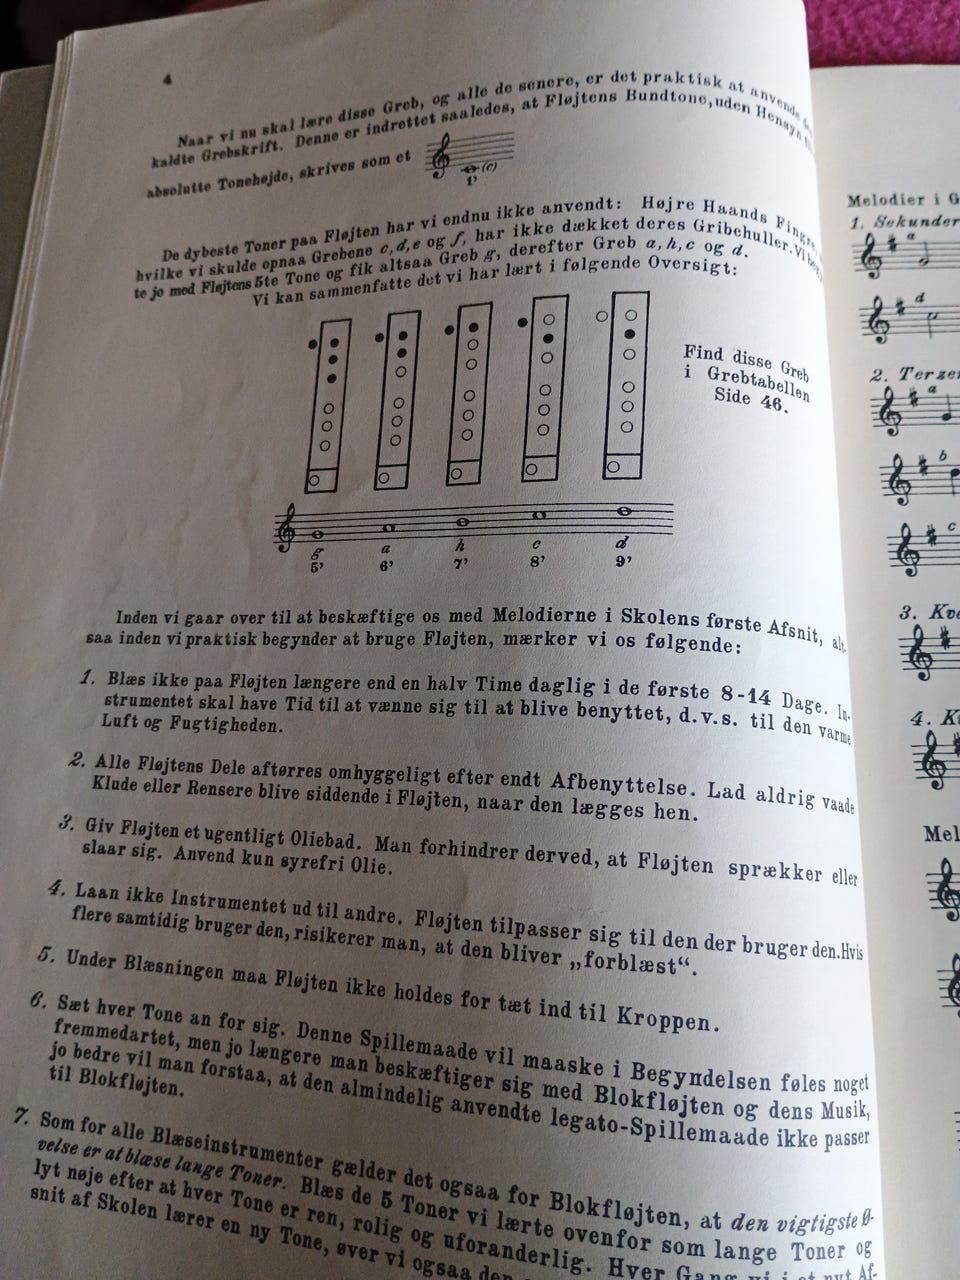 4
Naar vi nu skal lære disse Greb, og alle de senere, er det praktisk at anvende
kaldte Grebskrift. Denne er indrettet saaledes, at Fløjtens Bundtone, uden Hensyn
absolutte Tonehøjde, skrives som et
(c)
1'
De dybeste Toner paa Fløjten har vi endnu ikke anvendt: Højre Haands Fingre,
hvilke vi skulde opnaa Grebene c, d, e og f, har ikke dækket deres Gribehuller. Vi
te jo med Fløjtens 5te Tone og fik altsaa Greb g, derefter Greb a, h, c og d.
Vi kan sammenfatte det vi har lært i følgende Oversigt:
Find disse Greb
i Grebtabellen
Side 46.
g a h c d
5' 6' 7' 8' 9'
Inden vi gaar over til at beskæftige os med Melodierne i Skolens første Afsnit, alt-
saa inden vi praktisk begynder at bruge Fløjten, mærker vi os følgende:
1. Blæs ikke paa Fløjten længere end en halv Time daglig i de første 8-14 Dage. In-
strumentet skal have Tid til at vænne sig til at blive benyttet, d.v.s. til den varme
Luft og Fugtigheden.
2. Alle Fløjtens Dele aftørres omhyggeligt efter endt Afbenyttelse. Lad aldrig vaade
Klude eller Rensere blive siddende i Fløjten, naar den lægges hen.
3. Giv Fløjten et ugentligt Oliebad. Man forhindrer derved, at Fløjten sprækker eller
slaar sig. Anvend kun syrefri Olie.
4. Laan ikke Instrumentet ud til andre. Fløjten tilpasser sig til den der bruger den. Hvis
flere samtidig bruger den, risikerer man, at den bliver „forblæst“.
5. Under Blæsningen maa Fløjten ikke holdes for tæt ind til Kroppen.
6. Sæt hver Tone an for sig. Denne Spillemaade vil maaske i Begyndelsen føles noget
fremmedartet, men jo længere man beskæftiger sig med Blokfløjten og dens Musik,
jo bedre vil man forstaa, at den almindelig anvendte legato-Spillemaade ikke passer
til Blokfløjten.
7. Som for alle Blæseinstrumenter gælder det ogsaa for Blokfløjten, at den vigtigste Ø-
velse er at blæse lange Toner. Blæs de 5 Toner vi lærte ovenfor som lange Toner og
lyt nøje efter at hver Tone er ren, rolig og uforanderlig. Hver Gang vi i et nyt Af-
snit af Skolen lærer en ny Tone, øver vi ogsaa
Melodier i G
1. Sekunder
a
d
2. Terzer
a
b
c
3.
4.